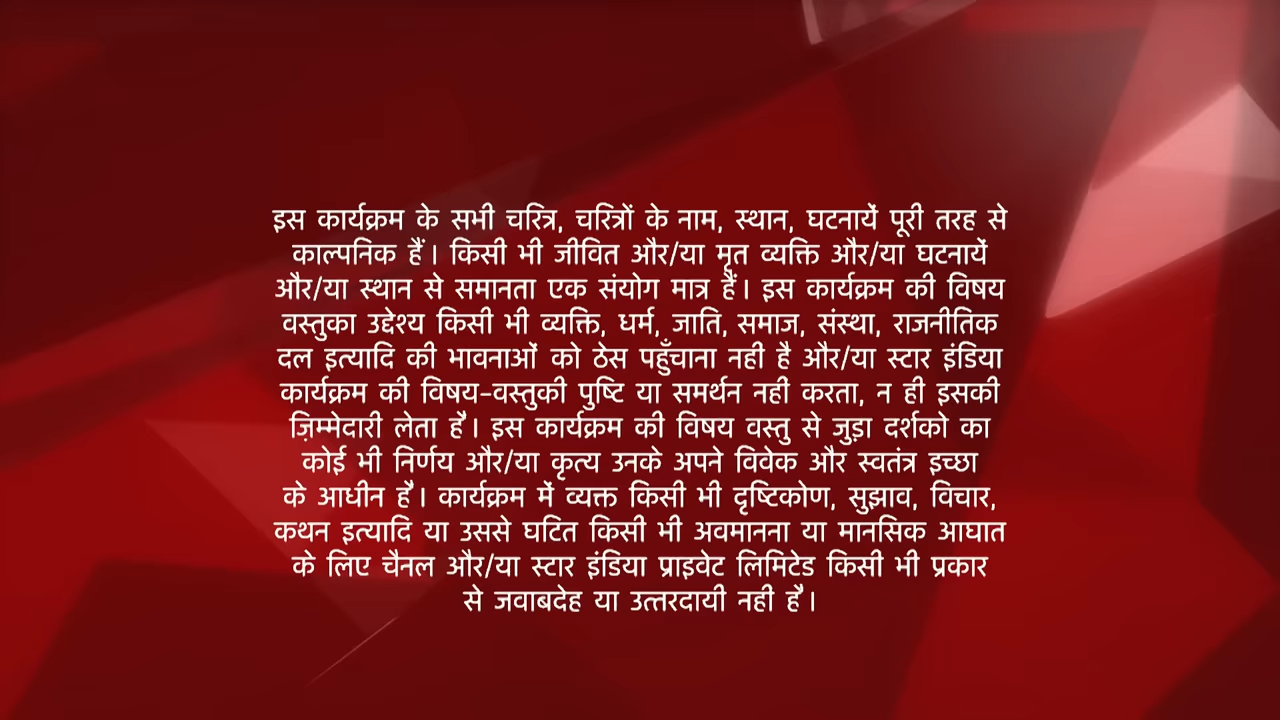 इस कार्यक्रम के सभी चरित्र, चरित्रों के नाम, स्थान, घटनायें पूरी तरह से
काल्पनिक हैं। किसी भी जीवित और/या मृत व्यक्ति और/या घटनायें
और/या स्थान से समानता एक संयोग मात्र हैं। इस कार्यक्रम की विषय
वस्तुका उद्देश्य किसी भी व्यक्ति, धर्म, जाति, समाज, संस्था, राजनीतिक
दल इत्यादि की भावनाओं को ठेस पहुँचाना नही है और/या स्टार इंडिया
कार्यक्रम की विषय-वस्तुकी पुष्टि या समर्थन नही करता, न ही इसकी
ज़िम्मेदारी लेता हैं। इस कार्यक्रम की विषय वस्तु से जुड़ा दर्शको का
कोई भी निर्णय और/या कृत्य उनके अपने विवेक और स्वतंत्र इच्छा
के आधीन हैं। कार्यक्रम में व्यक्त किसी भी दृष्टिकोण, सुझाव, विचार,
कथन इत्यादि या उससे घटित किसी भी अवमानना या मानसिक आघात
के लिए चैनल और/या स्टार इंडिया प्राइवेट लिमिटेड किसी भी प्रकार
से जवाबदेह या उत्तरदायी नही हैं।